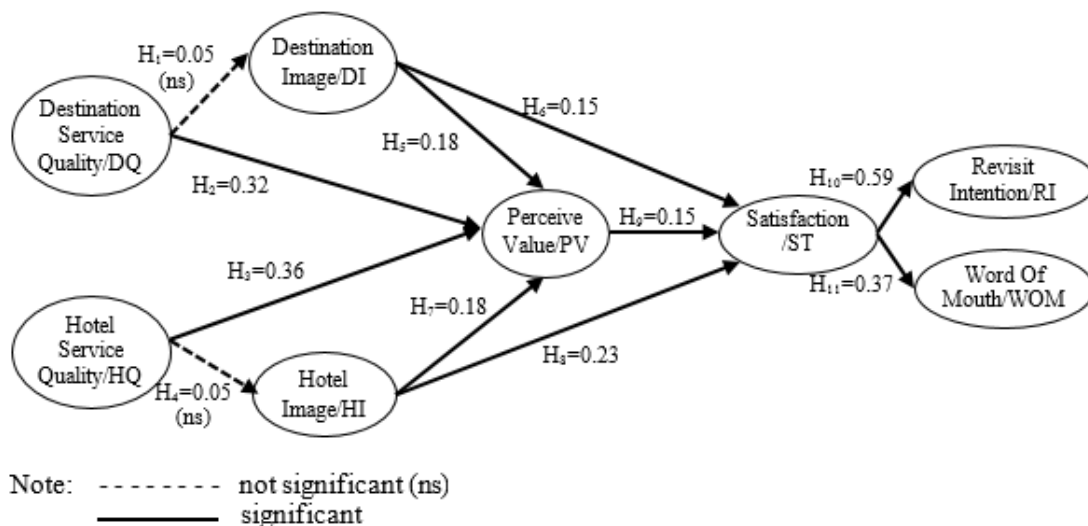 Destination
Image/DI
H₁=0.05
(ns)
Destination
Service
Quality/DQ
H₆=0.15
H₅=0.18
H₂=0.32
Revisit
Intention/RI
H₁₀=0.59
Perceive
Value/PV
H₉=0.15
Satisfaction
/ST
H₃=0.36
H₁₁=0.37
Word Of
Mouth/WOM
H₇=0.18
Hotel
Service
Quality/HQ
H₈=0.23
H₄=0.05
(ns)
Hotel
Image/HI
Note: not significant (ns)
significant